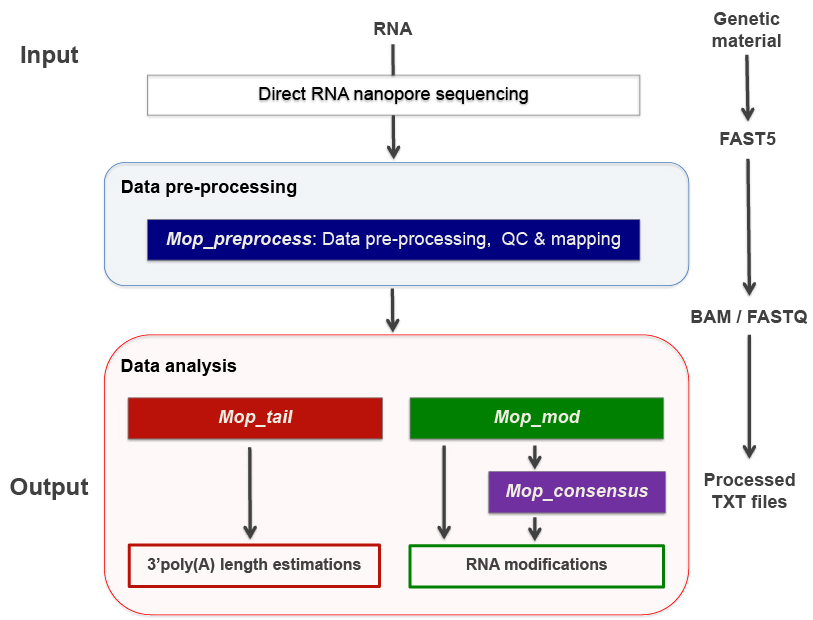 RNA
Genetic
material
Input
Direct RNA nanopore sequencing
FAST5
Data pre-processing
Mop_preprocess: Data pre-processing, QC & mapping
BAM / FASTQ
Data analysis
Mop_tail
Mop_mod
Mop_consensus
Output
Processed
TXT files
3’poly(A) length estimations
RNA modifications